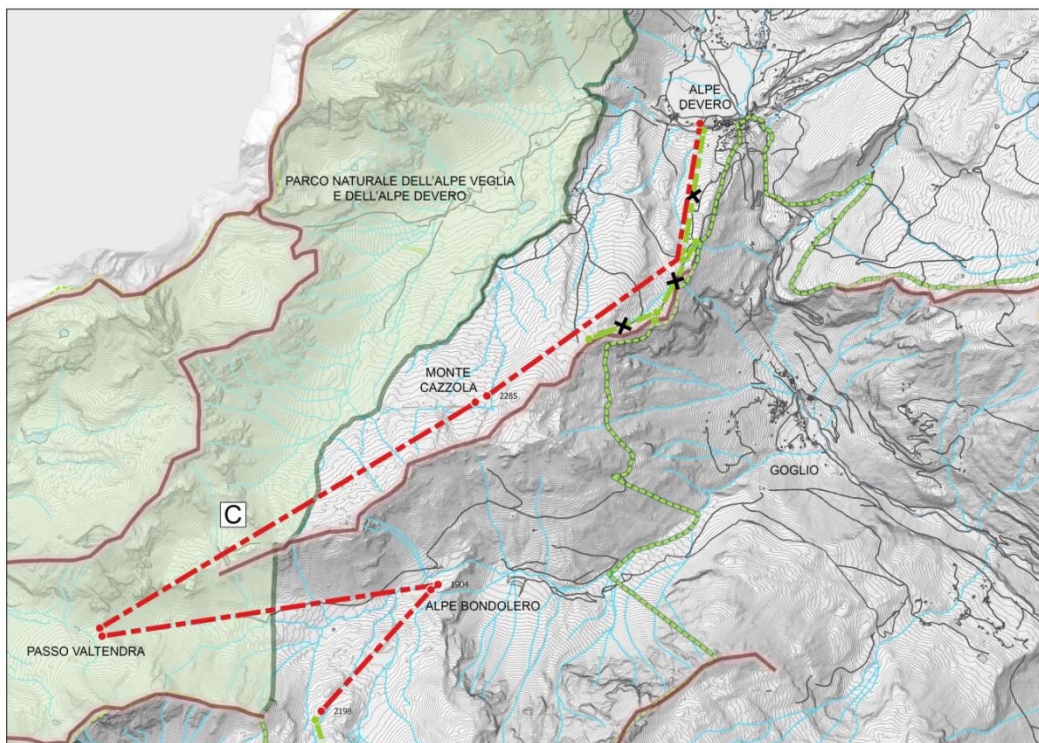 ALPE
DEVERO
PARCO NATURALE DELL'ALPE VEGLIA
E DELL'ALPE DEVERO
MONTE
CAZZOLA
2285
GOGLIO
C
1904
ALPE BONDOLERO
PASSO VALTENDRA
2198